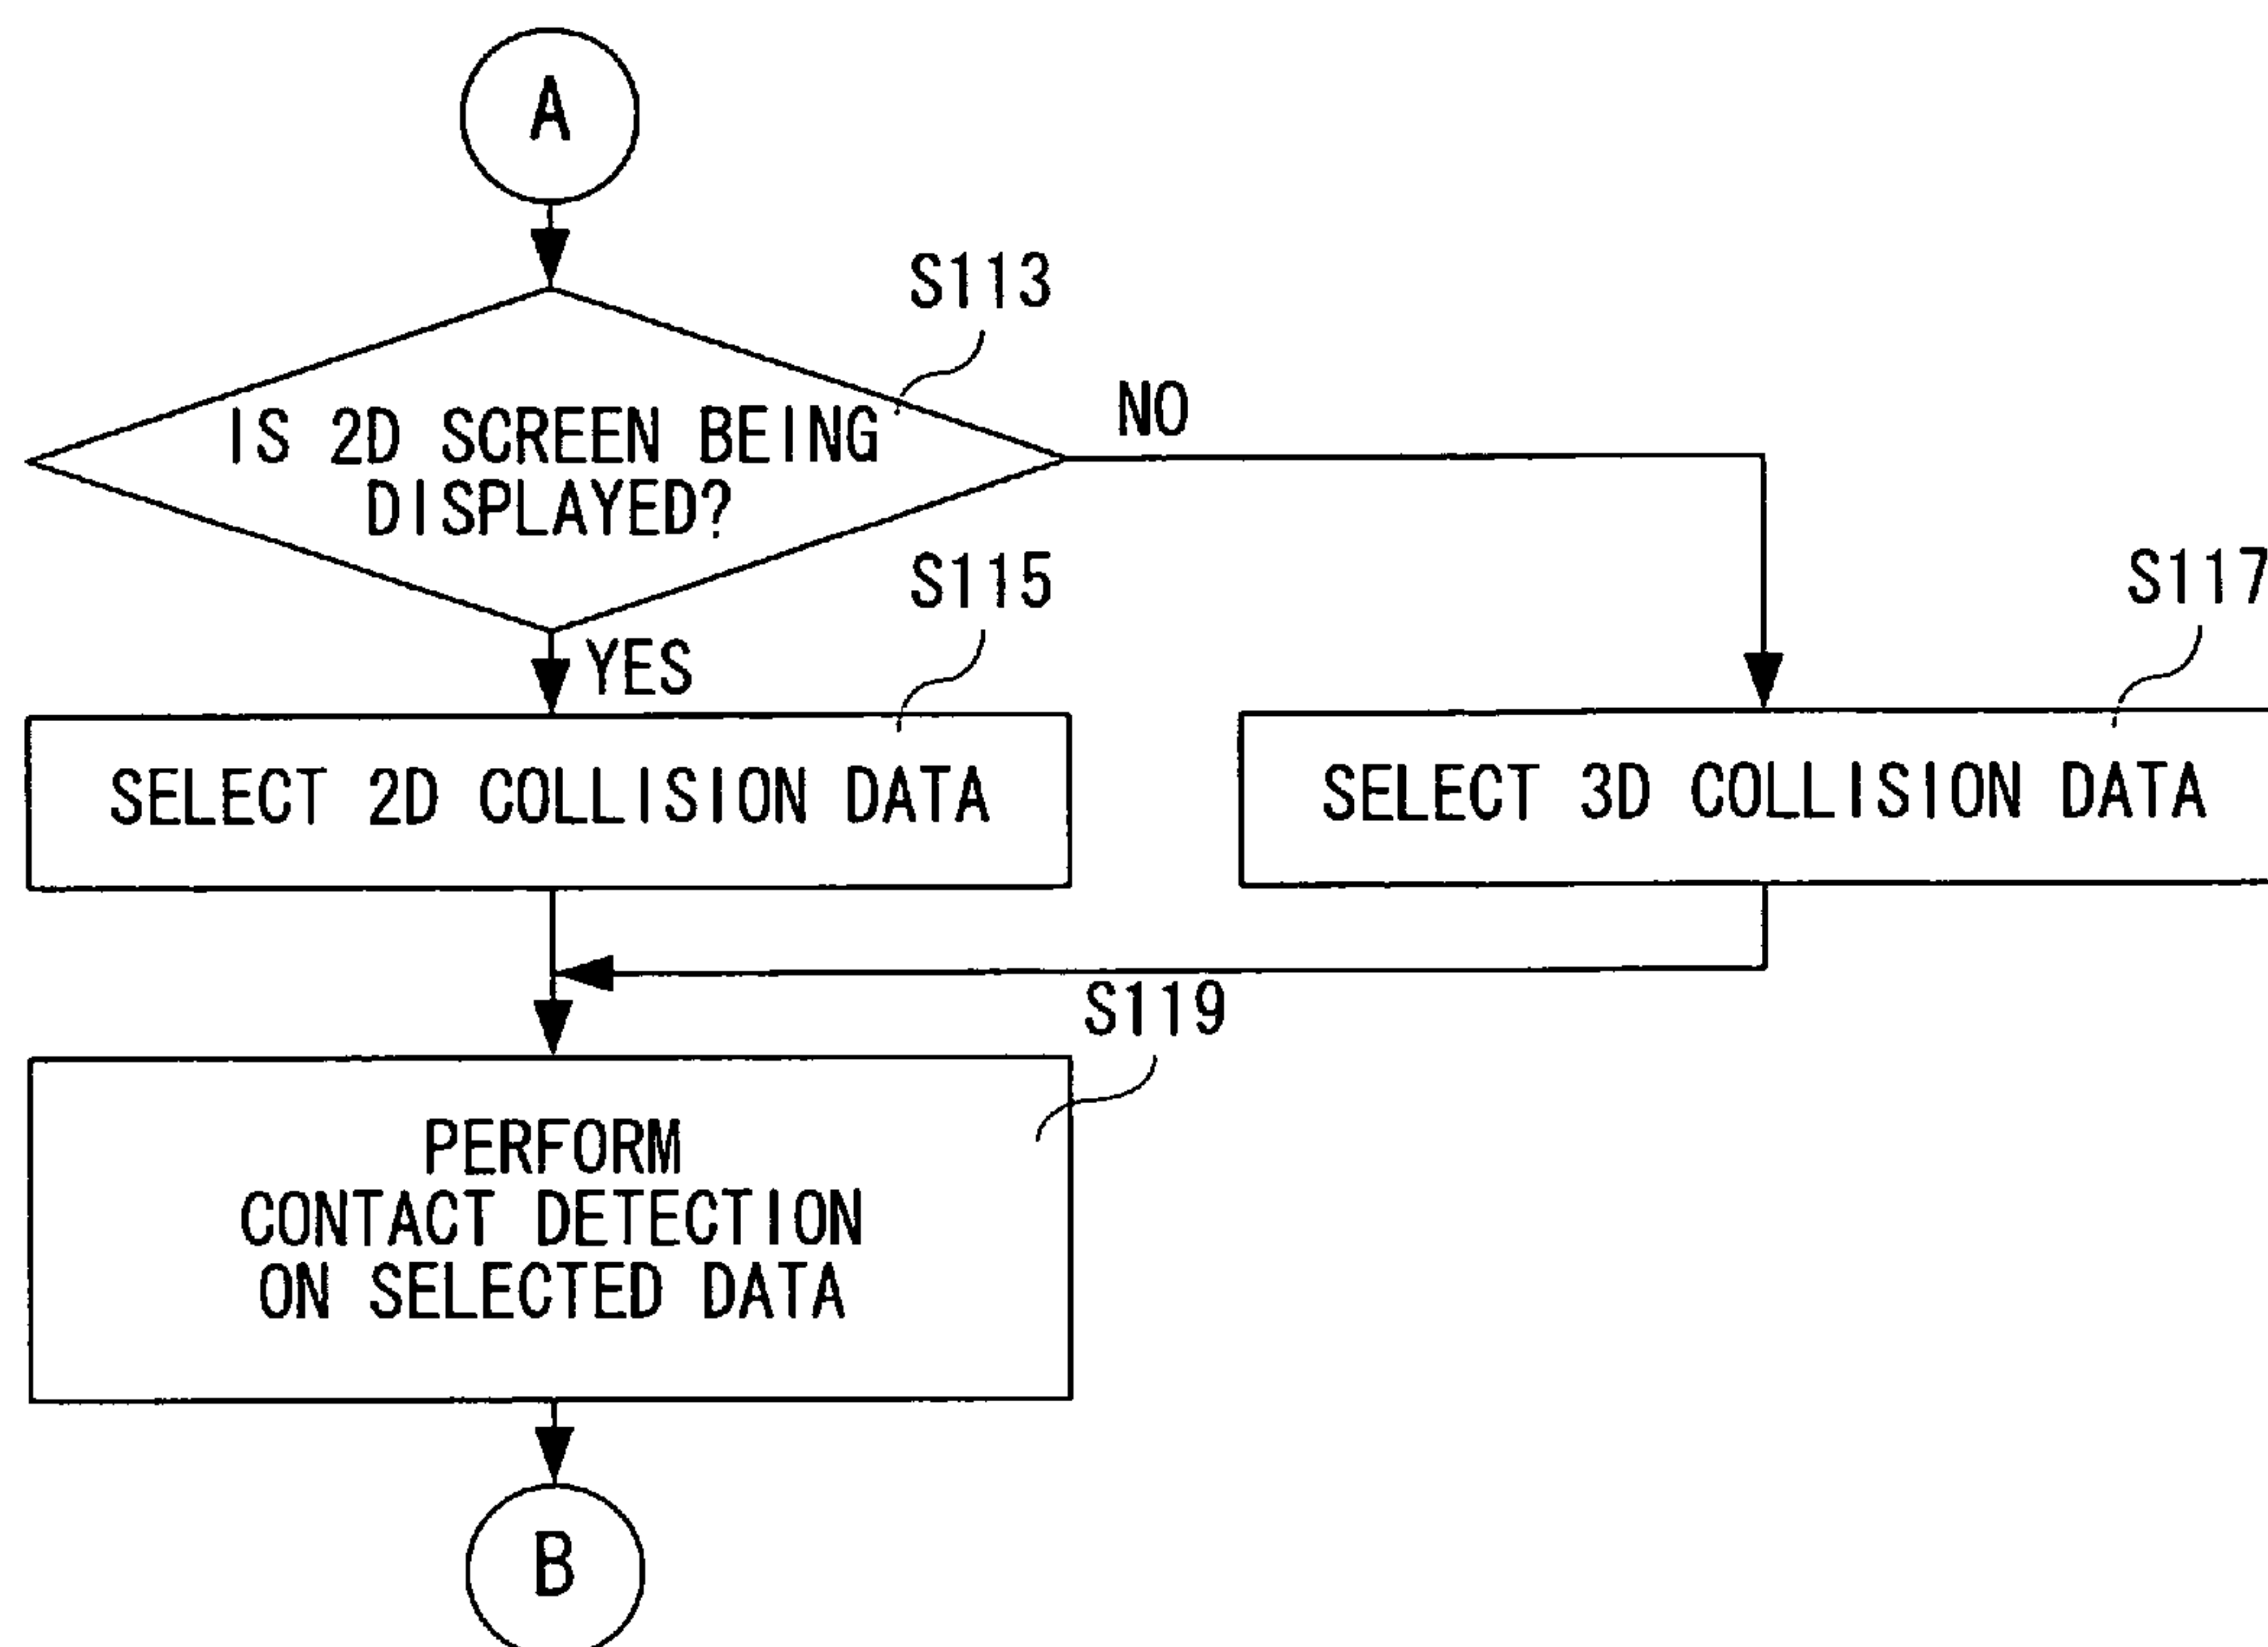 A
S113
IS 2D SCREEN BEING
DISPLAYED?
NO
YES
S115
S117
SELECT 2D COLLISION DATA
SELECT 3D COLLISION DATA
S119
PERFORM
CONTACT DETECTION
ON SELECTED DATA
B